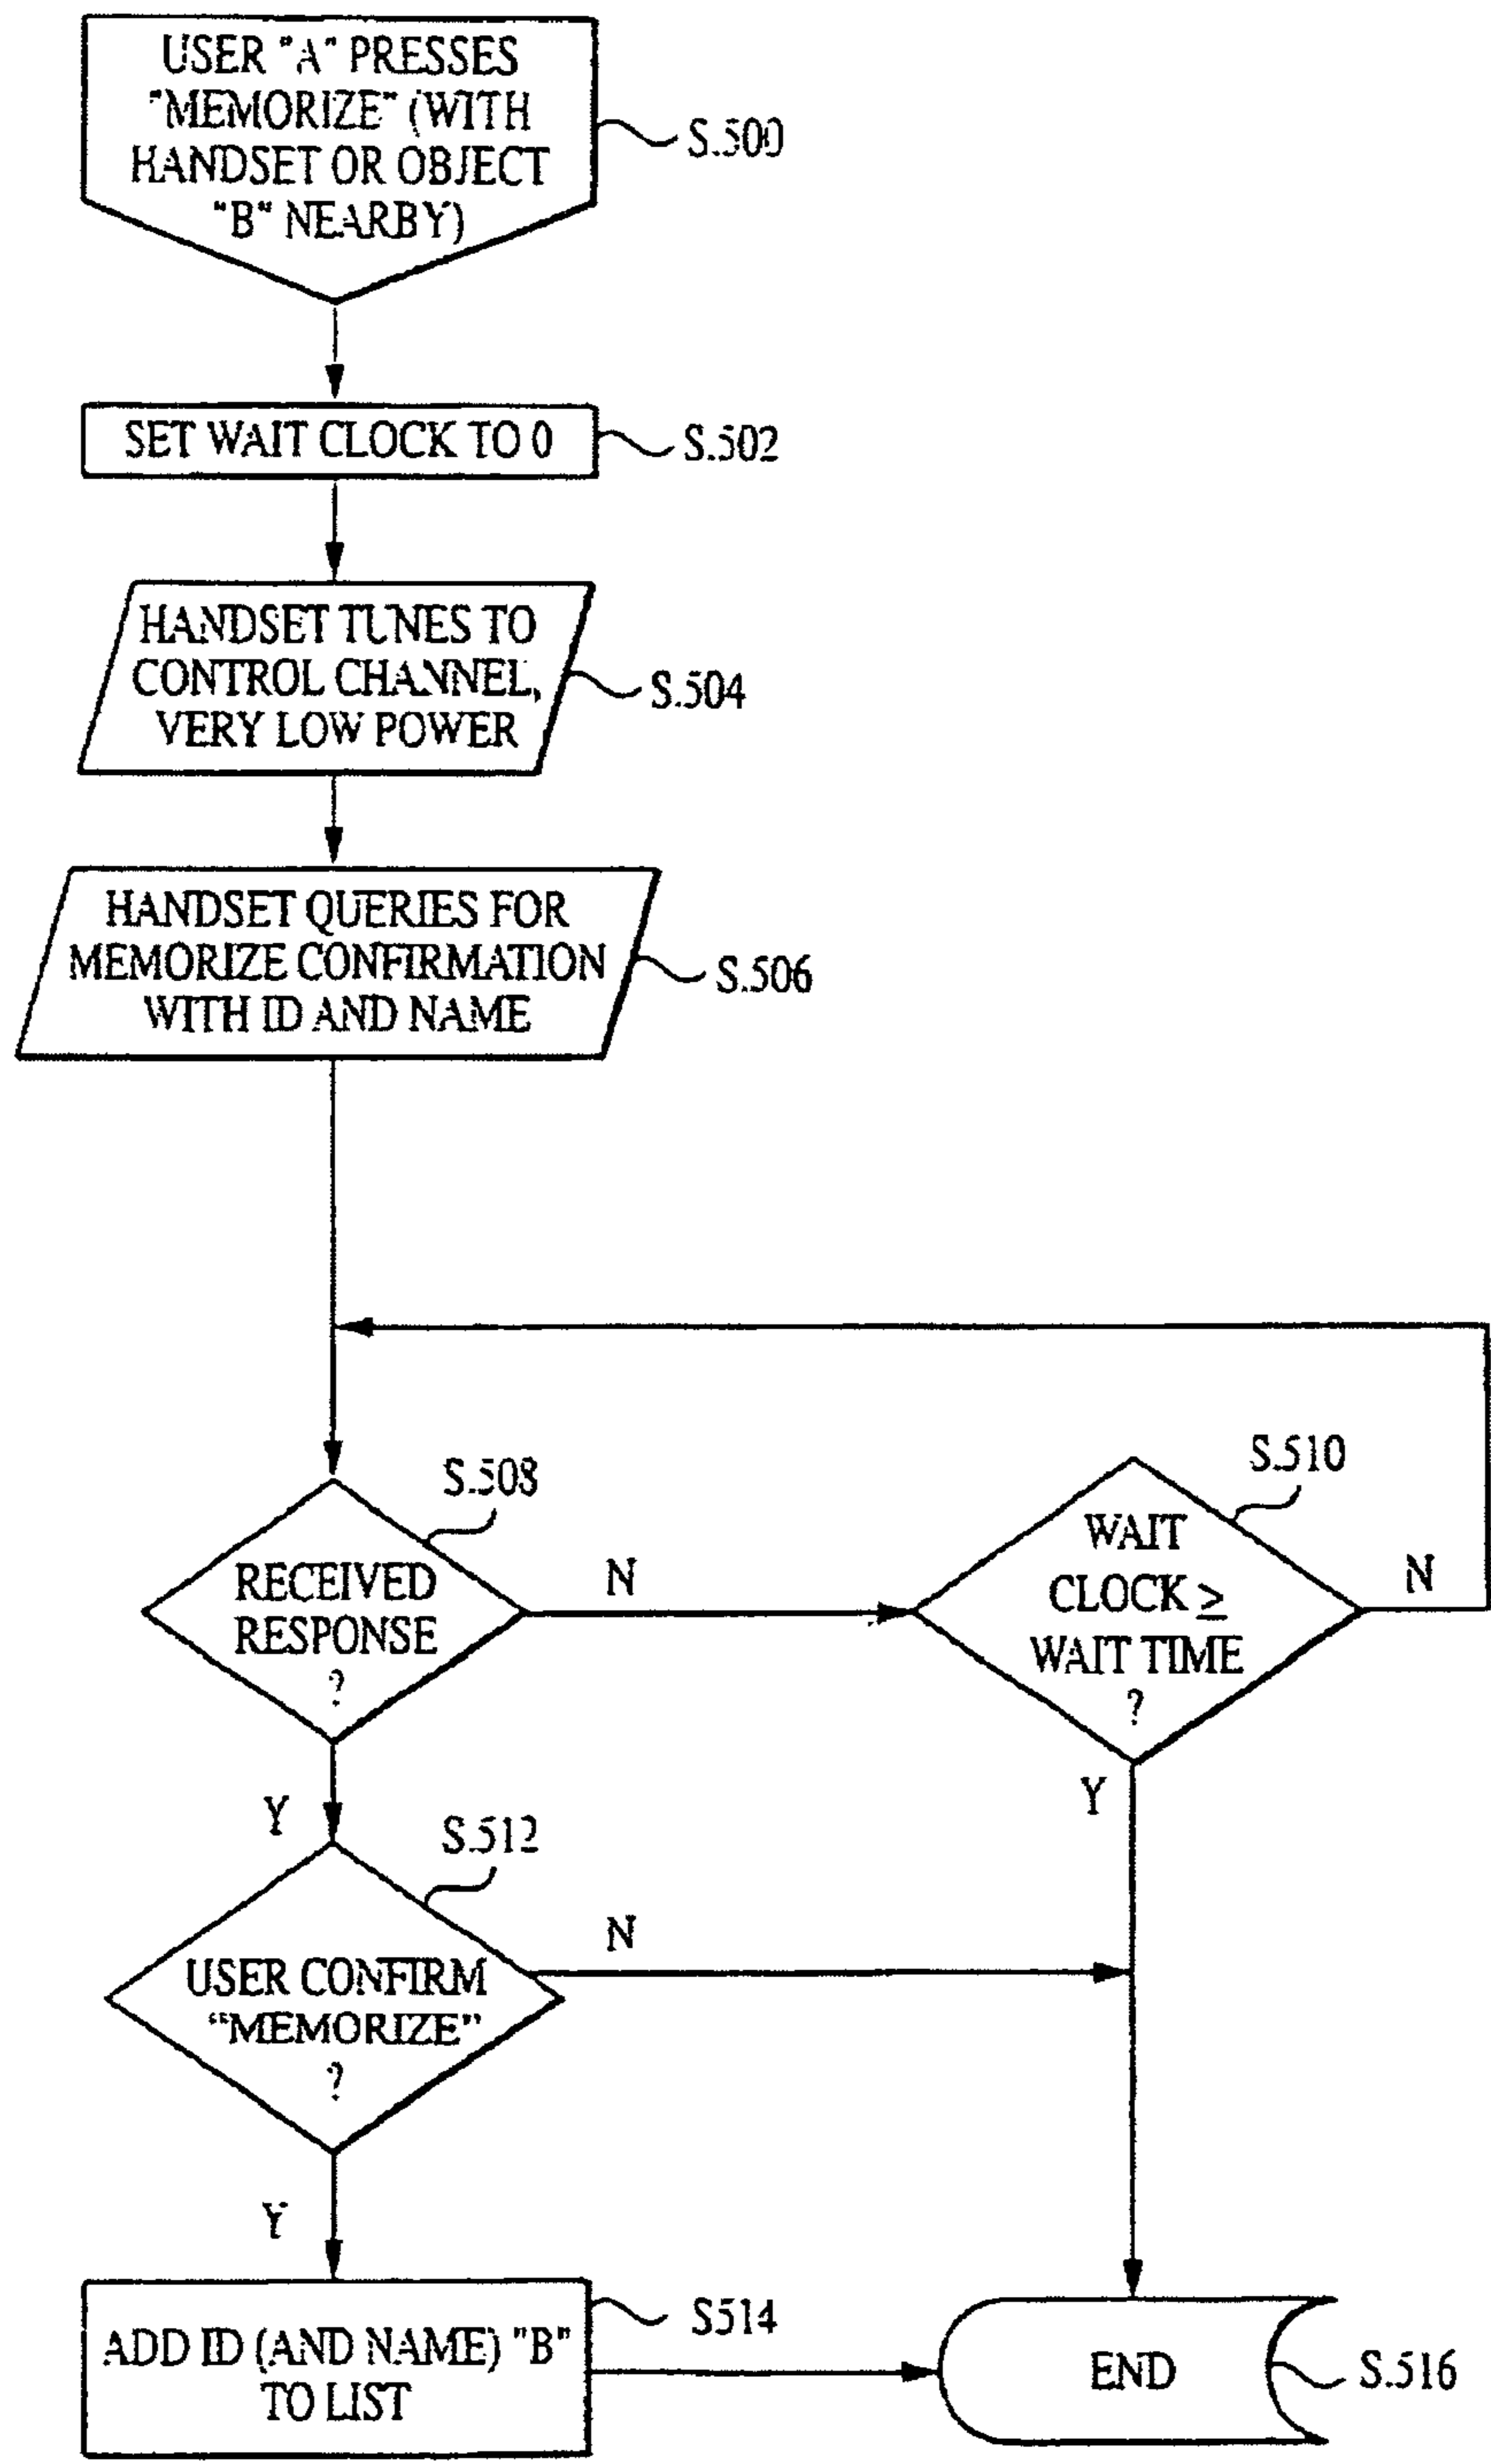 USER "A" PRESSES
"MEMORIZE" (WITH
HANDSET OR OBJECT
"B" NEARBY)
S.500
SET WAIT CLOCK TO 0
S.502
HANDSET TUNES TO
CONTROL CHANNEL,
VERY LOW POWER
S.504
HANDSET QUERIES FOR
MEMORIZE CONFIRMATION
WITH ID AND NAME
S.506
S.508
RECEIVED
RESPONSE
?
N
Y
S.510
WAIT
CLOCK ≥
WAIT TIME
?
N
Y
S.512
USER CONFIRM
“MEMORIZE”
?
N
Y
ADD ID (AND NAME) "B"
TO LIST
S514
END
S.516